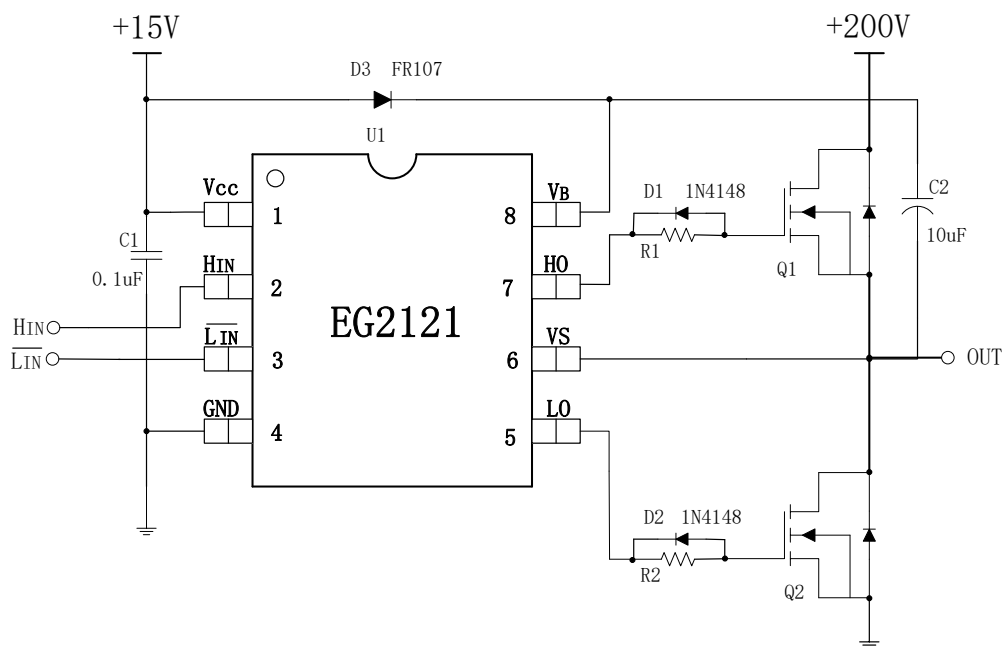 +15V
+200V
D3 FR107
U1
Vcc
1
8
VB
D1 1N4148
C2
10uF
R1
Q1
C1
0.1uF
HIN
2
7
HO
EG2121
HIN
LIN
3
6
VS
LIN
OUT
GND
4
5
LO
D2 1N4148
R2
Q2